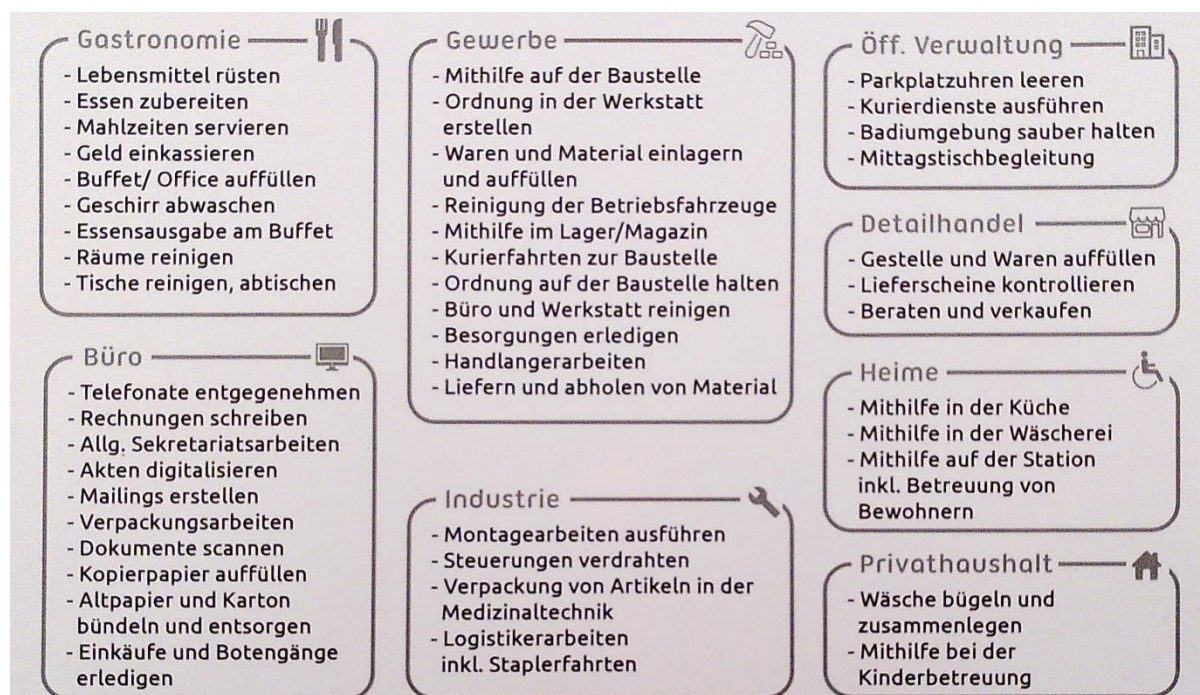 Gastronomie
- Lebensmittel rüsten
- Essen zubereiten
- Mahlzeiten servieren
- Geld einkassieren
- Buffet/ Office auffüllen
- Geschirr abwaschen
- Essensausgabe am Buffet
- Räume reinigen
- Tische reinigen, abtischen
Büro
- Telefonate entgegenehmen
- Rechnungen schreiben
- Allg. Sekretariatsarbeiten
- Akten digitalisieren
- Mailings erstellen
- Verpackungsarbeiten
- Dokumente scannen
- Kopierpapier auffüllen
- Altpapier und Karton
bündeln und entsorgen
- Einkäufe und Botengänge
erledigen
Gewerbe
- Mithilfe auf der Baustelle
- Ordnung in der Werkstatt
erstellen
- Waren und Material einlagern
und auffüllen
- Reinigung der Betriebsfahrzeuge
- Mithilfe im Lager/Magazin
- Kurierfahrten zur Baustelle
- Ordnung auf der Baustelle halten
- Büro und Werkstatt reinigen
- Besorgungen erledigen
- Handlangerarbeiten
- Liefern und abholen von Material
Industrie
- Montagearbeiten ausführen
- Steuerungen verdrahten
- Verpackung von Artikeln in der
Medizinaltechnik
- Logistikerarbeiten
inkl. Staplerfahrten
Öff. Verwaltung
- Parkplatzuhren leeren
- Kurierdienste ausführen
- Badiumgebung sauber halten
- Mittagstischbegleitung
Detailhandel
- Gestelle und Waren auffüllen
- Lieferscheine kontrollieren
- Beraten und verkaufen
Heime
- Mithilfe in der Küche
- Mithilfe in der Wäscherei
- Mithilfe auf der Station
inkl. Betreuung von
Bewohnern
Privathaushalt
- Wäsche bügeln und
zusammenlegen
- Mithilfe bei der
Kinderbetreuung